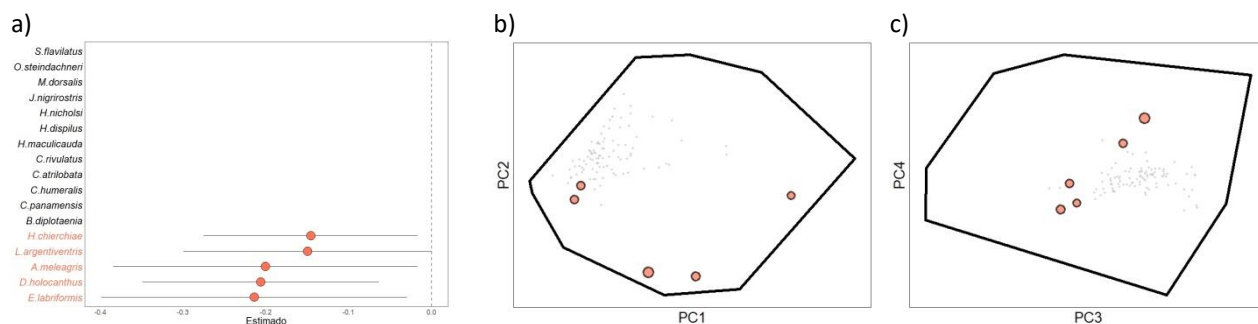 a)
S.flavilatus
O.steindachneri
M.dorsalis
J.nigrirostris
H.nicholsi
H.dispilus
H.maculicauda
C.rivulatus
C.atrilobata
C.humeralis
C.panamensis
B.diplotaenia
H.chierchiae
L.argentiventris
A.meleagris
D.holocanthus
E.labriformis
-0.4 -0.3 -0.2 -0.1 0.0
Estimado
b)
PC2
PC1
c)
PC4
PC3